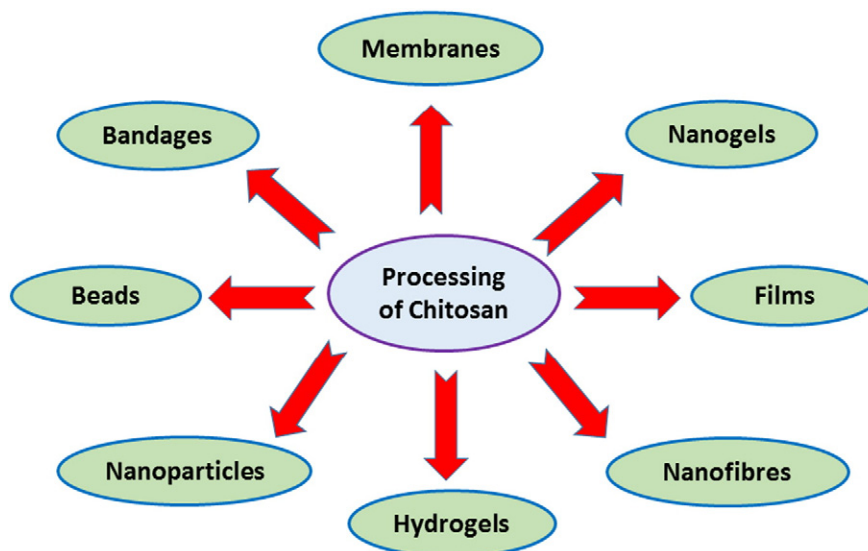 Membranes
Bandages
Nanogels
Beads
Processing
of Chitosan
Films
Nanoparticles
Nanofibres
Hydrogels